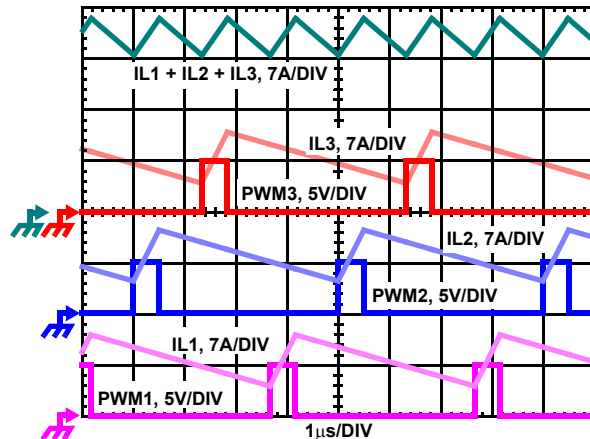 IL1 + IL2 + IL3, 7A/DIV
IL3, 7A/DIV
PWM3, 5V/DIV
IL2, 7A/DIV
PWM2, 5V/DIV
IL1, 7A/DIV
PWM1, 5V/DIV
1μs/DIV